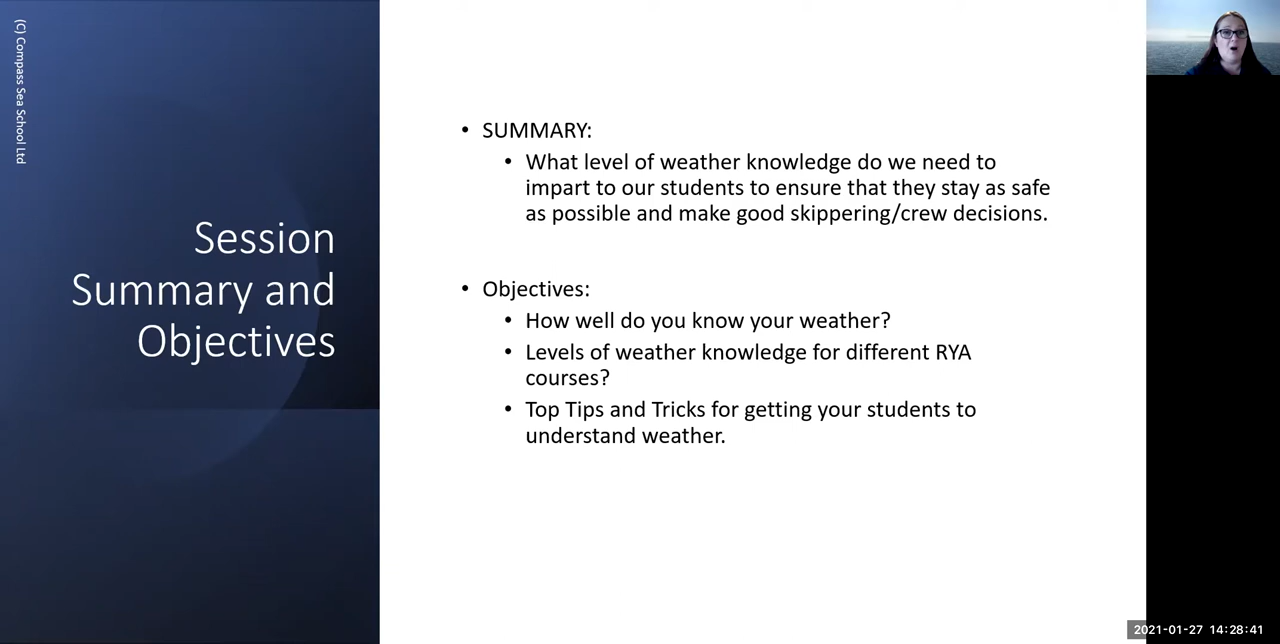 (C) Compass Sea School Ltd
Session
Summary and
Objectives
• SUMMARY:
• What level of weather knowledge do we need to
impart to our students to ensure that they stay as safe
as possible and make good skippering/crew decisions.
• Objectives:
• How well do you know your weather?
• Levels of weather knowledge for different RYA
courses?
• Top Tips and Tricks for getting your students to
understand weather.
2021-01-27 14:28:41